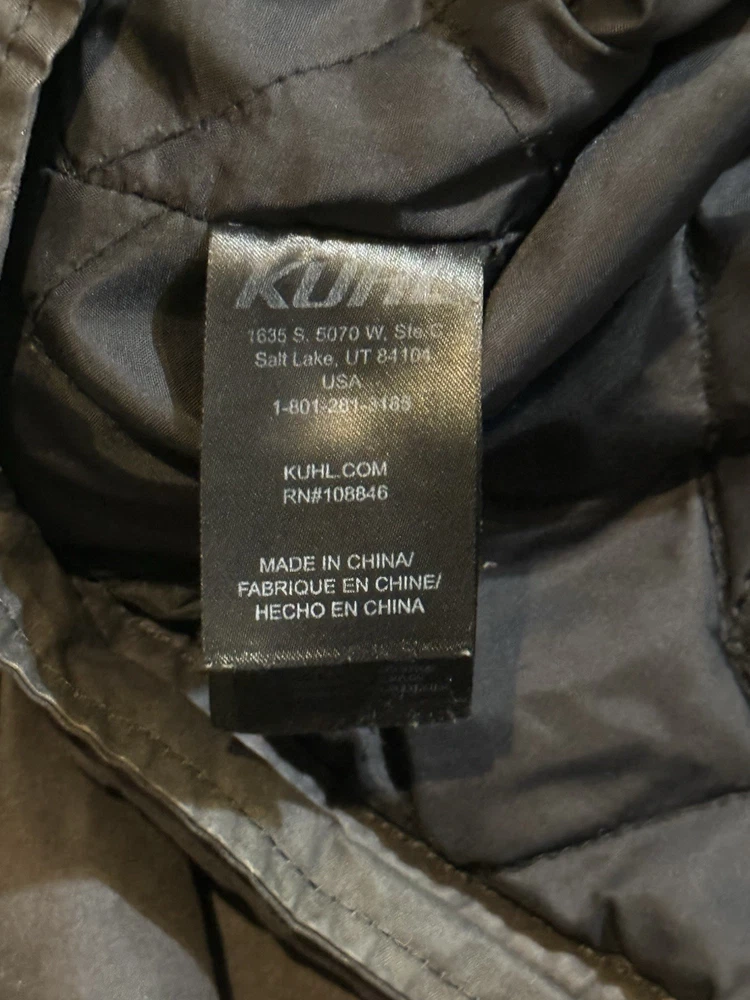 KUHL
1635 S. 5070 W, Ste.C
Salt Lake, UT 84104
USA
1-801-281-3188
KUHL.COM
RN#108846
MADE IN CHINA/
FABRIQUE EN CHINE/
HECHO EN CHINA